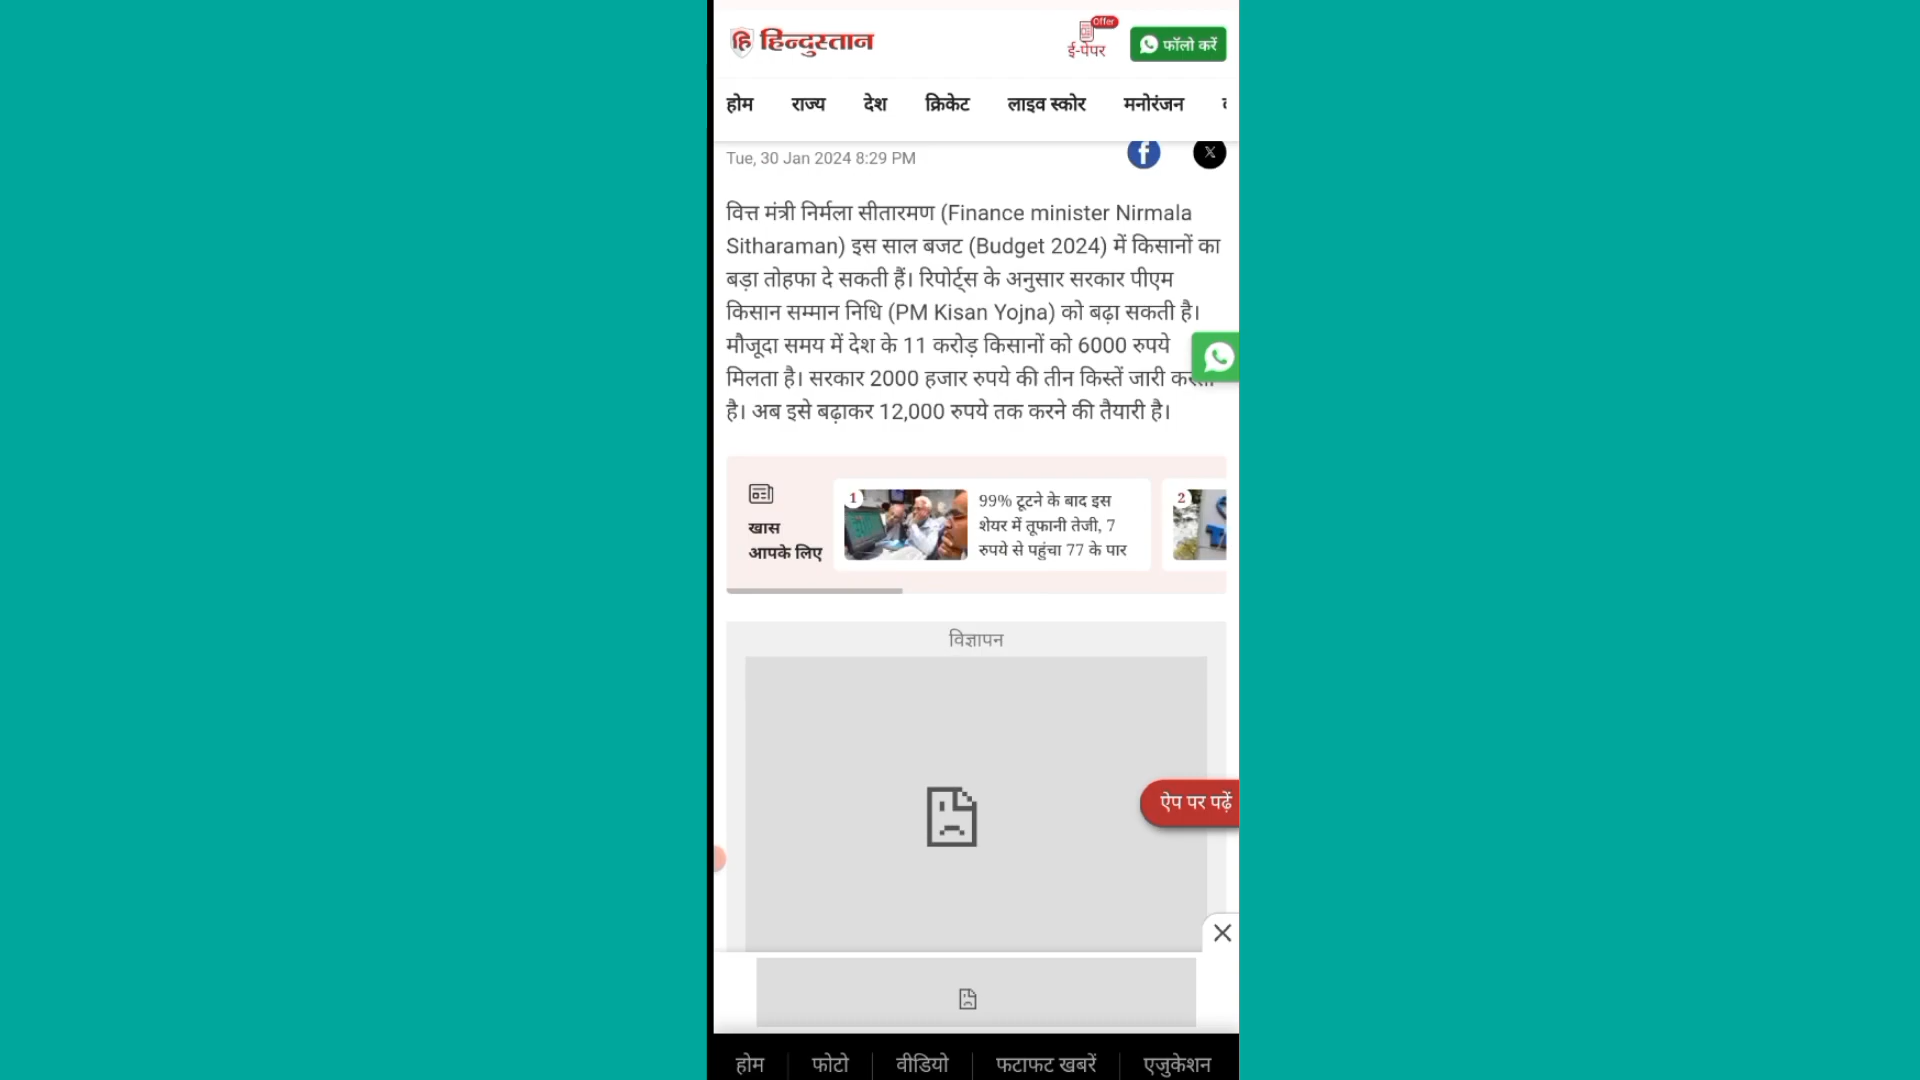 हिन्दुस्तान
Offer
ई-पेपर
फॉलो करें
होम राज्य देश क्रिकेट लाइव स्कोर मनोरंजन
Tue, 30 Jan 2024 8:29 PM
वित्त मंत्री निर्मला सीतारमण (Finance minister Nirmala
Sitharaman) इस साल बजट (Budget 2024) में किसानों का
बड़ा तोहफा दे सकती हैं। रिपोर्ट्स के अनुसार सरकार पीएम
किसान सम्मान निधि (PM Kisan Yojna) को बढ़ा सकती है।
मौजूदा समय में देश के 11 करोड़ किसानों को 6000 रुपये
मिलता है। सरकार 2000 हजार रुपये की तीन किस्तें जारी करती
है। अब इसे बढ़ाकर 12,000 रुपये तक करने की तैयारी है।
खास
आपके लिए
1
99% टूटने के बाद इस
शेयर में तूफानी तेजी, 7
रुपये से पहुंचा 77 के पार
2
विज्ञापन
ऐप पर पढ़ें
होम फोटो वीडियो फटाफट खबरें एजुकेशन